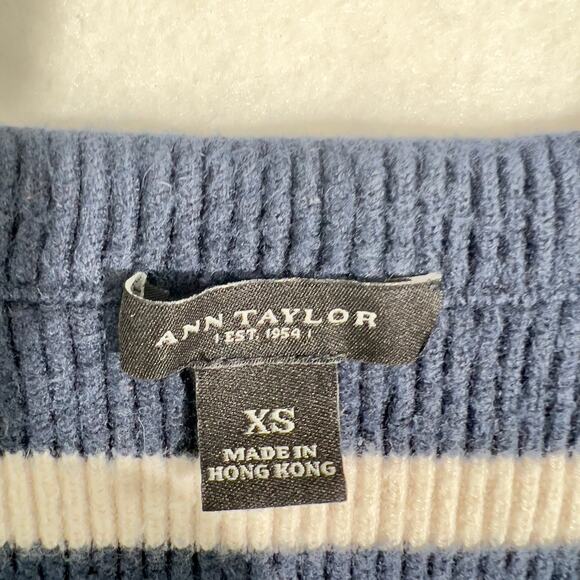 ANN TAYLOR
EST. 1954
XS
MADE IN
HONG KONG